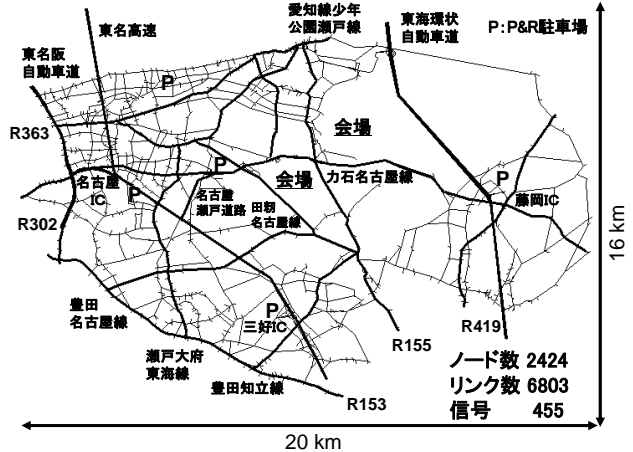 愛知線少年
公園瀬戸線
東海環状
自動車道
P:P&R駐車場
東名高速
東名阪
自動車道
P
R363
会場
P
名古屋
IC
P
名古屋
瀬戸道路
田籾
名古屋線
会場
力石名古屋線
P
藤岡IC
R302
16 km
豊田
名古屋線
P
三好IC
R419
R155
瀬戸大府
東海線
豊田知立線
R153
ノード数 2424
リンク数 6803
信号 455
20 km